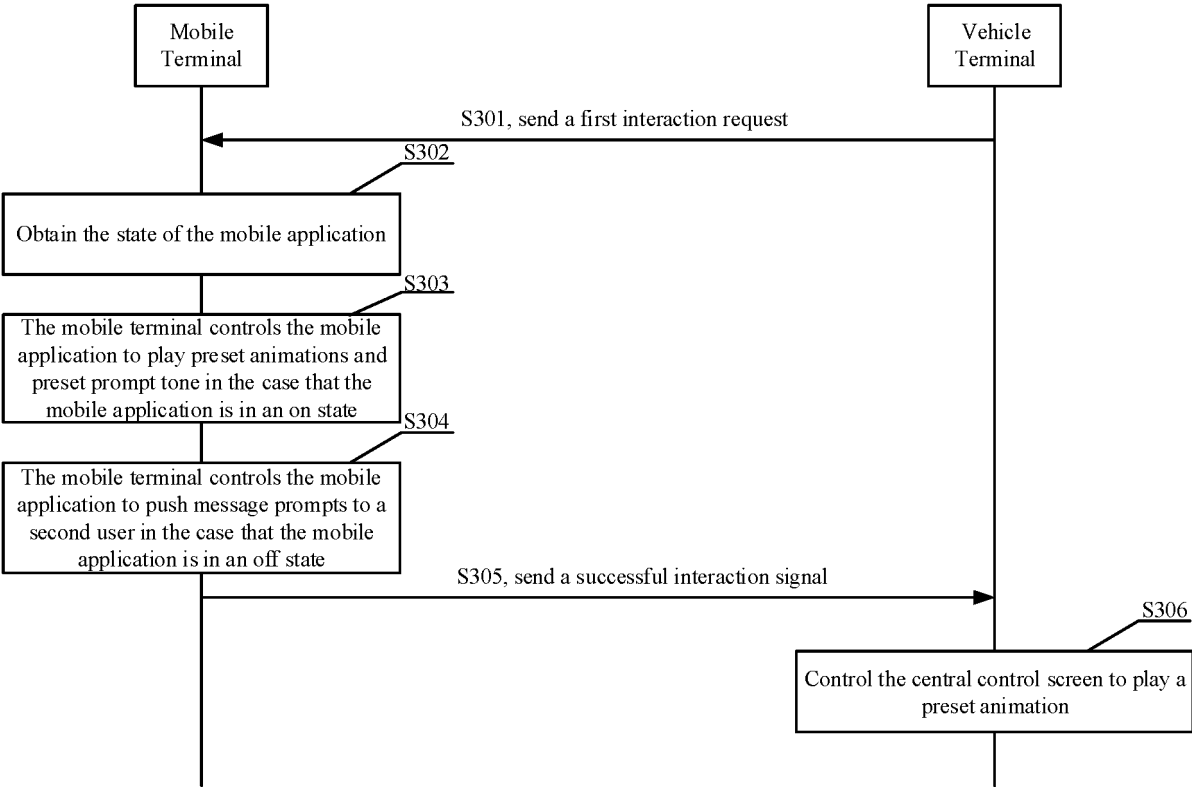 Mobile
Terminal
Vehicle
Terminal
S301, send a first interaction request
S302
Obtain the state of the mobile application
S303
The mobile terminal controls the mobile
application to play preset animations and
preset prompt tone in the case that the
mobile application is in an on state
S304
The mobile terminal controls the mobile
application to push message prompts to a
second user in the case that the mobile
application is in an off state
S305, send a successful interaction signal
S306
Control the central control screen to play a
preset animation